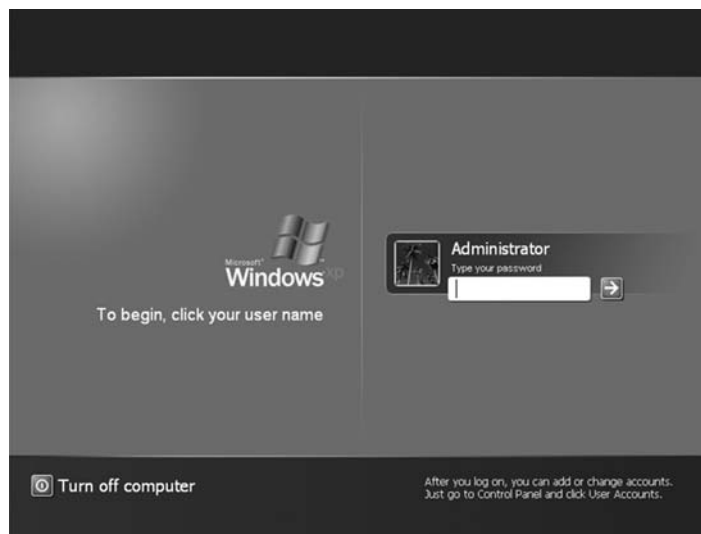 Microsoft
Windows xp
To begin, click your user name
Administrator
Type your password
Turn off computer
After you log on, you can add or change accounts.
Just go to Control Panel and click User Accounts.